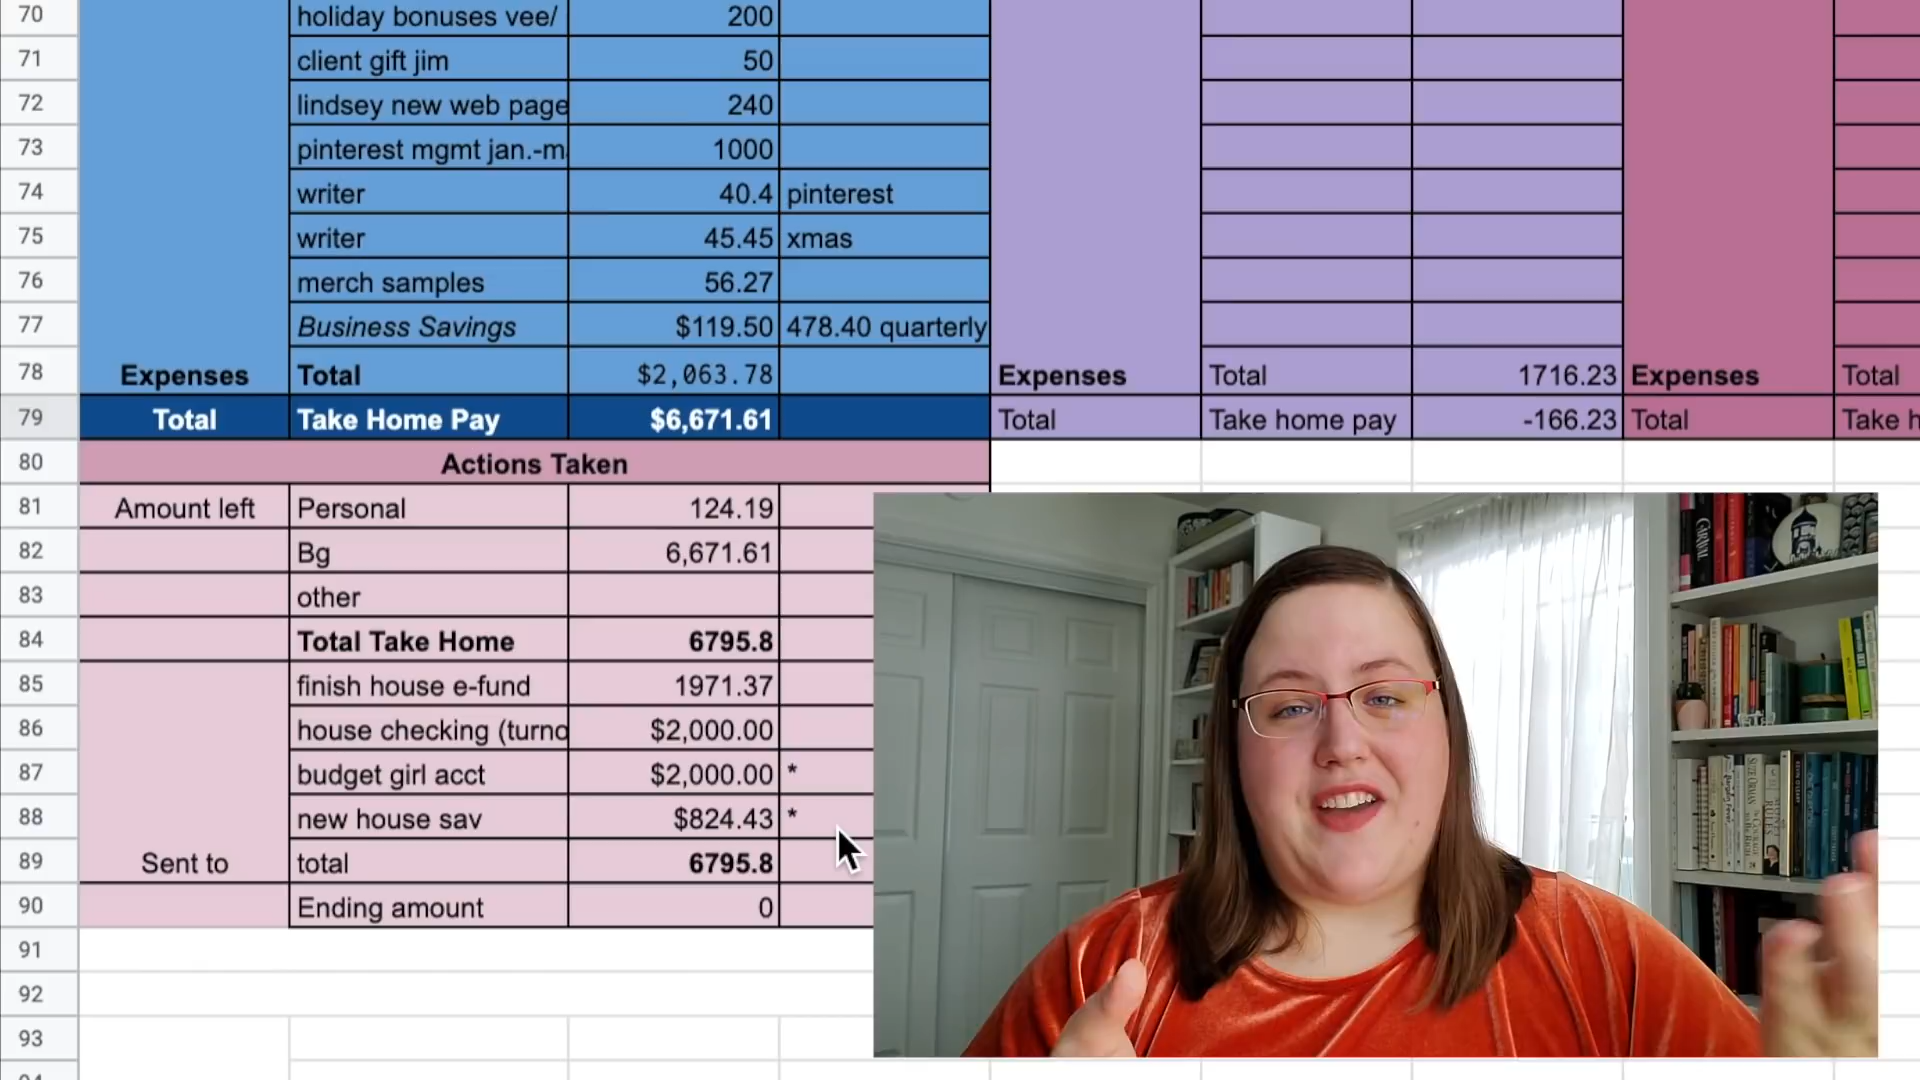 70 holiday bonuses vee/ 200
71 client gift jim 50
72 lindsey new web page 240
73 pinterest mgmt jan.-m 1000
74 writer 40.4 pinterest
75 writer 45.45 xmas
76 merch samples 56.27
77 Business Savings $119.50 478.40 quarterly
78 Expenses Total $2,063.78 Expenses Total 1716.23 Expenses Total
79 Total Take Home Pay $6,671.61 Total Take home pay -166.23 Total Take h
80 Actions Taken
81 Amount left Personal 124.19
82 Bg 6,671.61
83 other
84 Total Take Home 6795.8
85 finish house e-fund 1971.37
86 house checking (turno $2,000.00
87 budget girl acct $2,000.00 *
88 new house sav $824.43 *
89 Sent to total 6795.8
90 Ending amount 0
91
92
93
CARAVAL
SUZE ORMAN